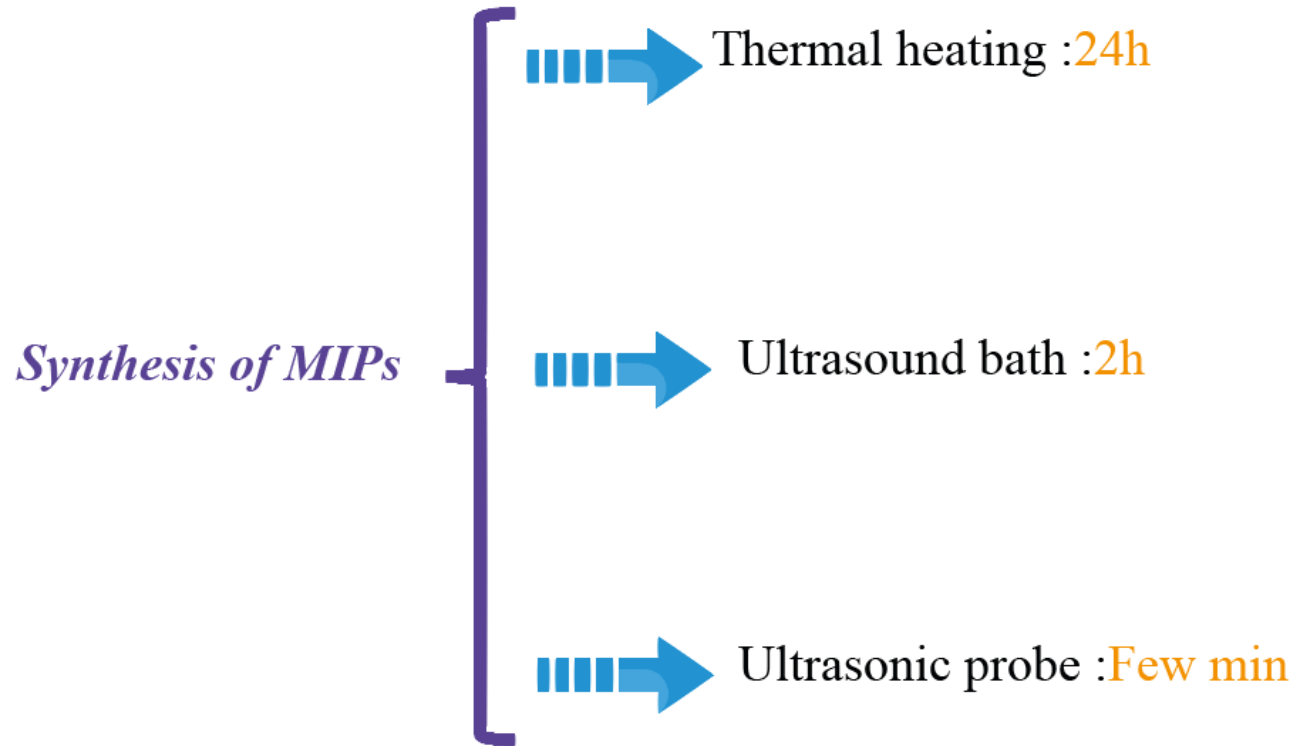 Thermal heating :24h
Synthesis of MIPs
Ultrasound bath :2h
Ultrasonic probe :Few min